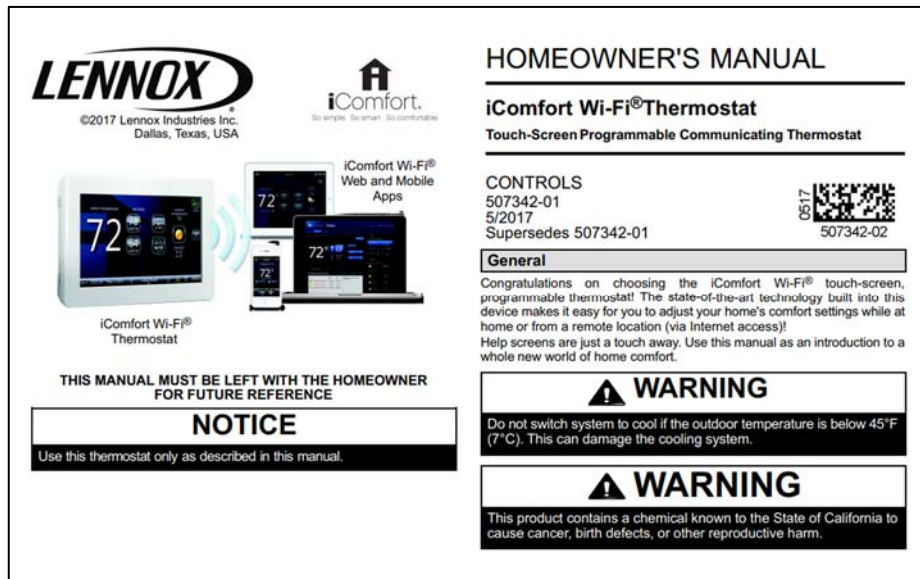 LENNOX®
©2017 Lennox Industries Inc.
Dallas, Texas, USA
iComfort.
So simple. So smart. So comfortable.
iComfort Wi-Fi®
Web and Mobile
Apps
72
72°
72°
72°
iComfort Wi-Fi®
Thermostat
THIS MANUAL MUST BE LEFT WITH THE HOMEOWNER
FOR FUTURE REFERENCE
NOTICE
Use this thermostat only as described in this manual.
HOMEOWNER'S MANUAL
iComfort Wi-Fi®Thermostat
Touch-Screen Programmable Communicating Thermostat
CONTROLS
507342-01
5/2017
Supersedes 507342-01
0517
507342-02
General
Congratulations on choosing the iComfort Wi-Fi® touch-screen,
programmable thermostat! The state-of-the-art technology built into this
device makes it easy for you to adjust your home's comfort settings while at
home or from a remote location (via Internet access)!
Help screens are just a touch away. Use this manual as an introduction to a
whole new world of home comfort.
WARNING
Do not switch system to cool if the outdoor temperature is below 45°F
(7°C). This can damage the cooling system.
WARNING
This product contains a chemical known to the State of California to
cause cancer, birth defects, or other reproductive harm.